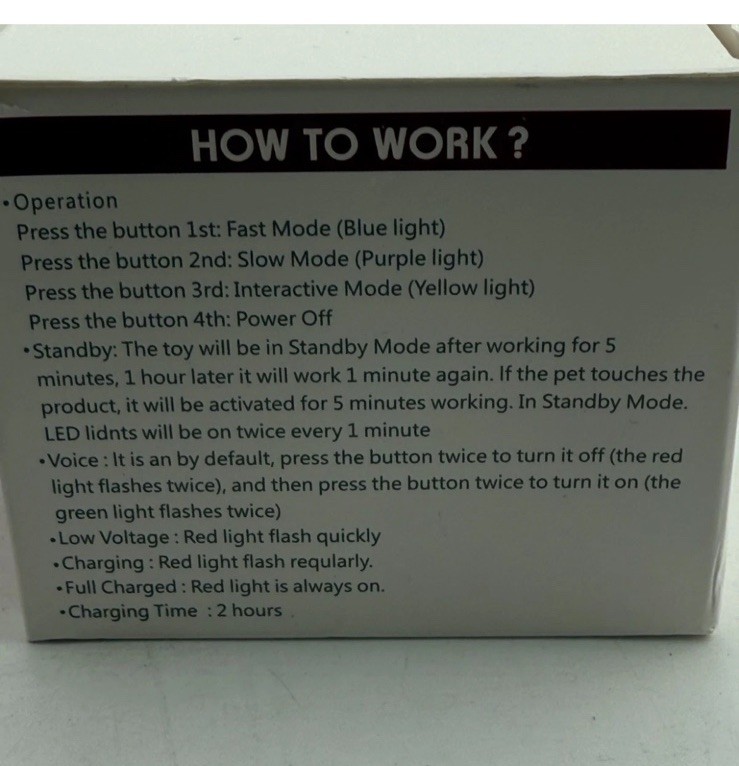 HOW TO WORK ?
•Operation
Press the button 1st: Fast Mode (Blue light)
Press the button 2nd: Slow Mode (Purple light)
Press the button 3rd: Interactive Mode (Yellow light)
Press the button 4th: Power Off
•Standby: The toy will be in Standby Mode after working for 5
minutes, 1 hour later it will work 1 minute again. If the pet touches the
product, it will be activated for 5 minutes working. In Standby Mode.
LED lidnts will be on twice every 1 minute
•Voice : It is an by default, press the button twice to turn it off (the red
light flashes twice), and then press the button twice to turn it on (the
green light flashes twice)
•Low Voltage : Red light flash quickly
•Charging : Red light flash reqularly.
•Full Charged : Red light is always on.
•Charging Time : 2 hours